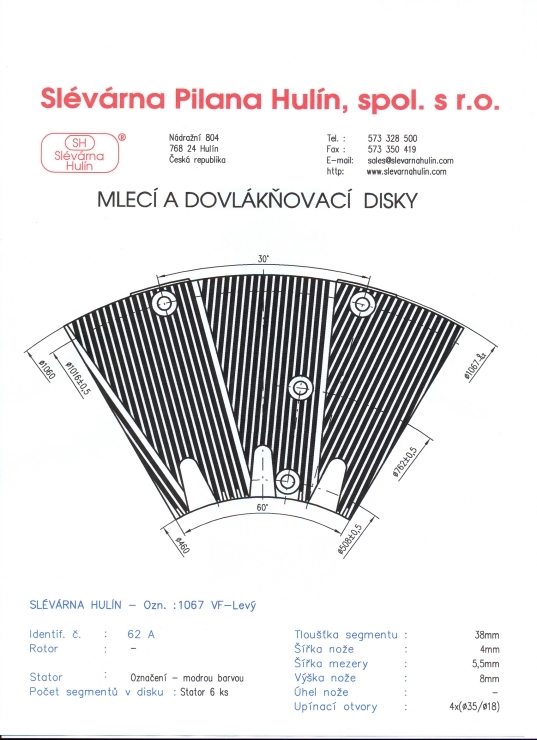 Slévárna Pilana Hulín, spol. s r.o.
SH
Slévárna
Hulín
®
Nádražní 804
768 24 Hulín
Česká republika
Tel. : 573 328 500
Fax : 573 350 419
E-mail: sales@slevarnahulin.com
http: www.slevarnahulin.com
MLECÍ A DOVLÁKŇOVACÍ DISKY
30°
ø1060
ø1016±0,5
ø1067
ø762±0,5
ø508±0,5
ø460
60°
SLÉVÁRNA HULÍN – Ozn. :1067 VF–Levý
Identif. č. : 62 A
Rotor : –
Stator : Označení – modrou barvou
Počet segmentů v disku : Stator 6 ks
Tloušťka segmentu : 38mm
Šířka nože : 4mm
Šířka mezery : 5,5mm
Výška nože : 8mm
Úhel nože : –
Upínací otvory : 4x(ø35/ø18)